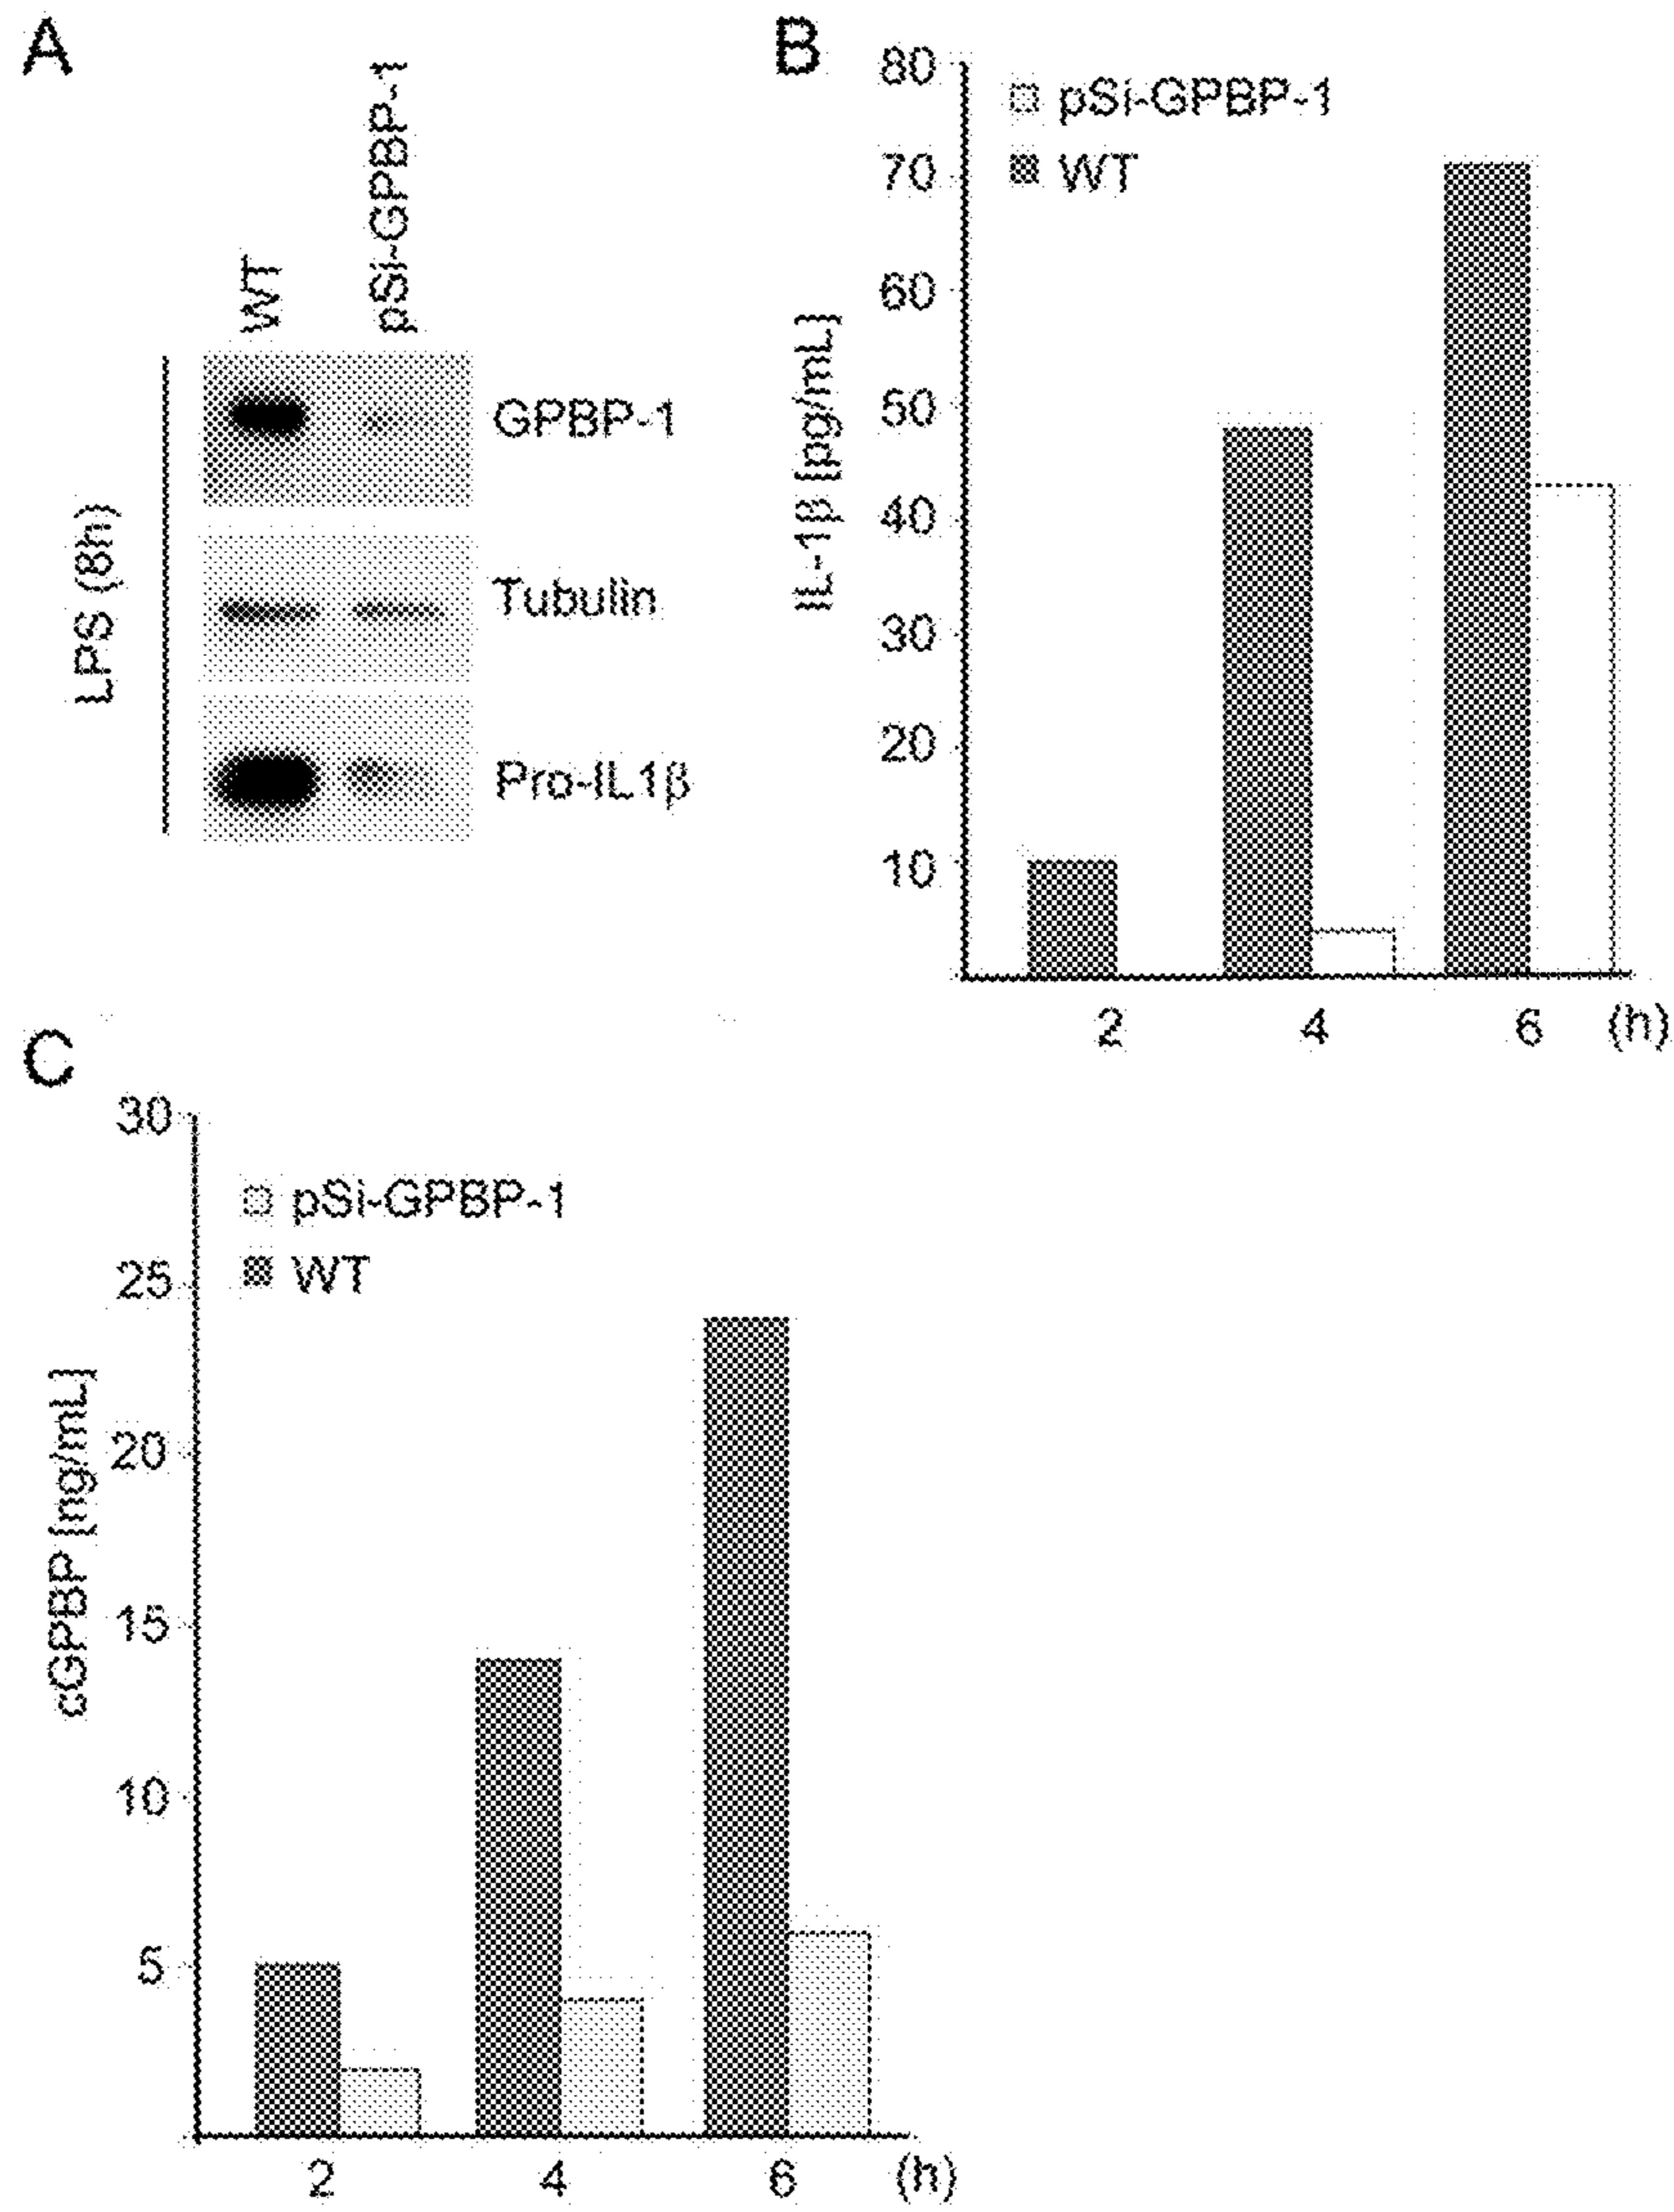 A
WT
pSi-GPBP-1
LPS (8h)
GPBP-1
Tubulin
Pro-IL1β
B
80
70
60
50
40
30
20
10
IL-1β [pg/mL]
pSi-GPBP-1
WT
2 4 6 (h)
C
30
25
20
15
10
5
cGPBP [ng/mL]
pSi-GPBP-1
WT
2 4 6 (h)